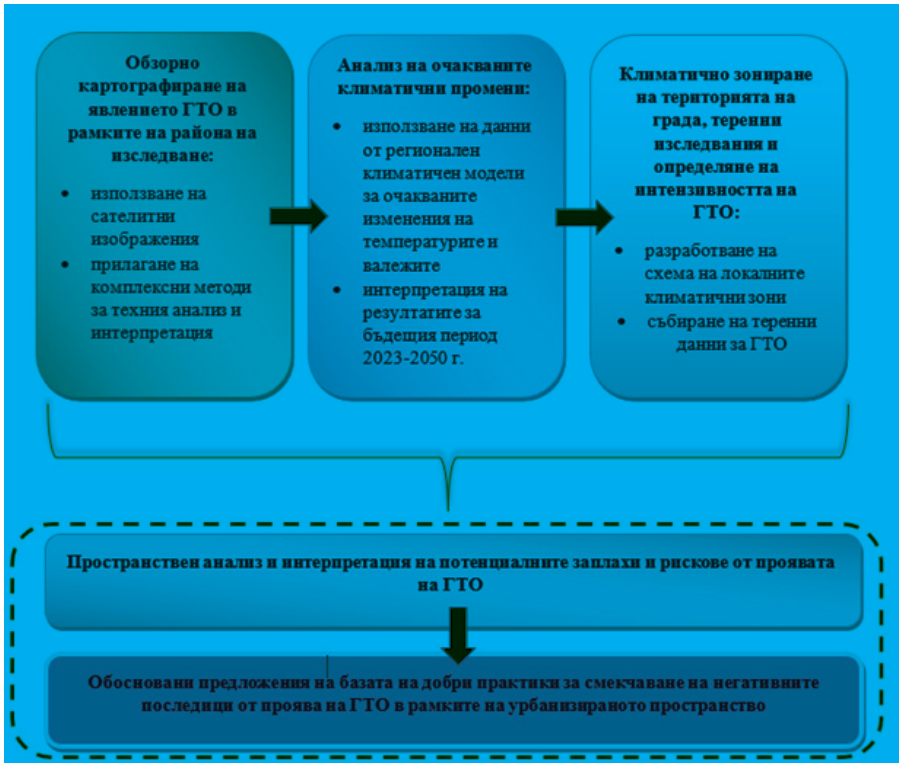 Обзорно
картографиране на
явлението ГТО в
рамките на района на
изследване:
• използване на
сателитни
изображения
• прилагане на
комплексни методи
за техния анализ и
интерпретация
Анализ на очакваните
климатични промени:
• използване на данни
от регионален
климатичен модели
за очакваните
изменения на
температурите и
валежите
• интерпретация на
резултатите за
бъдещия период
2023-2050 г.
Климатично зониране
на територията на
града, теренни
изследвания и
определяне на
интензивността на
ГТО:
• разработване на
схема на локалните
климатични зони
• събиране на теренни
данни за ГТО
Пространствен анализ и интерпретация на потенциалните заплахи и рискове от проявата
на ГТО
Обосновани предложения на базата на добри практики за смекчаване на негативните
последици от проява на ГТО в рамките на урбанизираното пространство